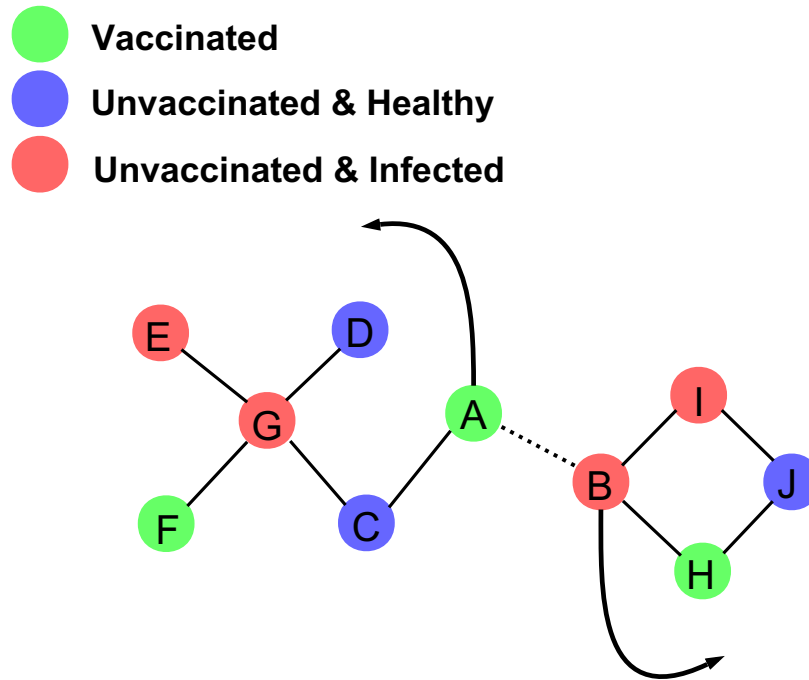 Vaccinated
Unvaccinated & Healthy
Unvaccinated & Infected
E
D
G
A
I
F
C
B
J
H